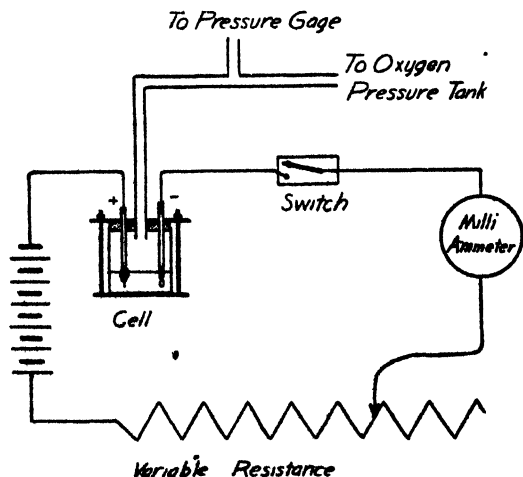 To Pressure Gage
To Oxygen
Pressure Tank
+
-
Switch
Milli
Ammeter
Cell
Variable Resistance